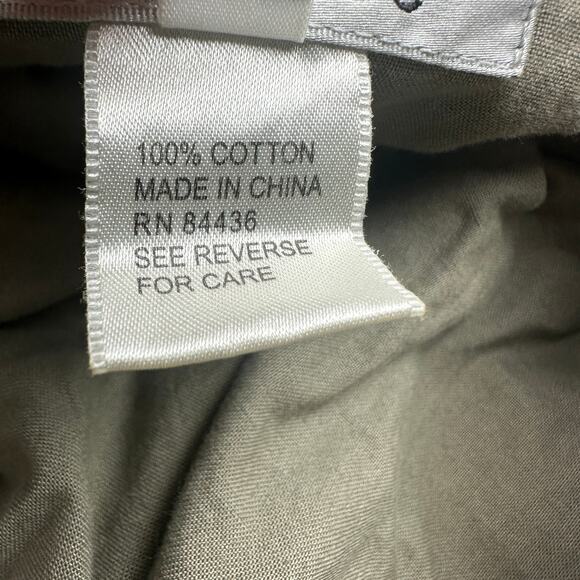 100% COTTON
MADE IN CHINA
RN 84436
SEE REVERSE
FOR CARE